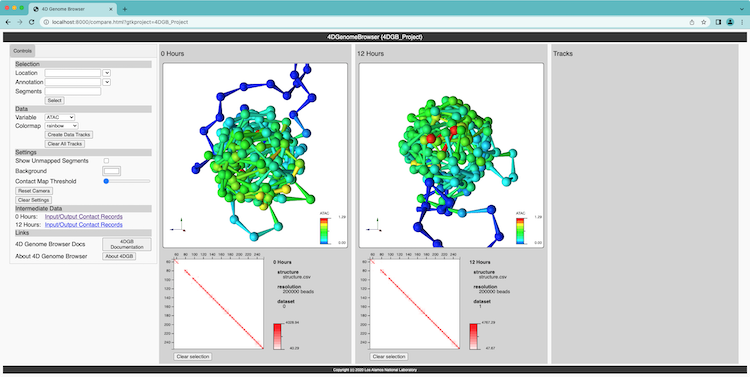 4D Genome Browser
localhost:8000/compare.html?gtkproject=4DGB_Project
4DGenomeBrowser (4DGB_Project)
Controls
Selection
Location
Annotation
Segments
Select
Data
Variable ATAC
Colormap rainbow
Create Data Tracks
Clear All Tracks
Settings
Show Unmapped Segments
Background
Contact Map Threshold
Reset Camera
Clear Settings
Intermediate Data
0 Hours: Input/Output Contact Records
12 Hours: Input/Output Contact Records
Links
4D Genome Browser Docs 4DGB Documentation
About 4D Genome Browser About 4DGB
0 Hours
ATAC
1.28
0.00
0 Hours
structure
structure.csv
resolution
200000 beads
dataset
0
Clear selection
12 Hours
ATAC
1.28
0.00
12 Hours
structure
structure.csv
resolution
200000 beads
dataset
1
Clear selection
Tracks
Copyright (c) 2020 Los Alamos National Laboratory